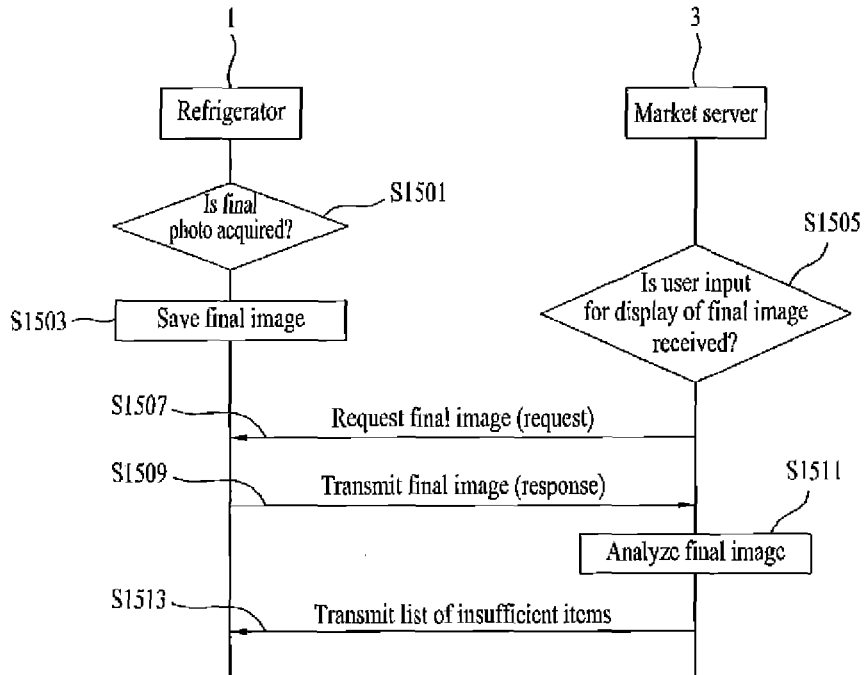 1
3
Refrigerator
Market server
S1501
Is final
photo acquired?
S1505
Is user input
for display of final image
received?
S1503
Save final image
S1507
Request final image (request)
S1509
Transmit final image (response)
S1511
Analyze final image
S1513
Transmit list of insufficient items